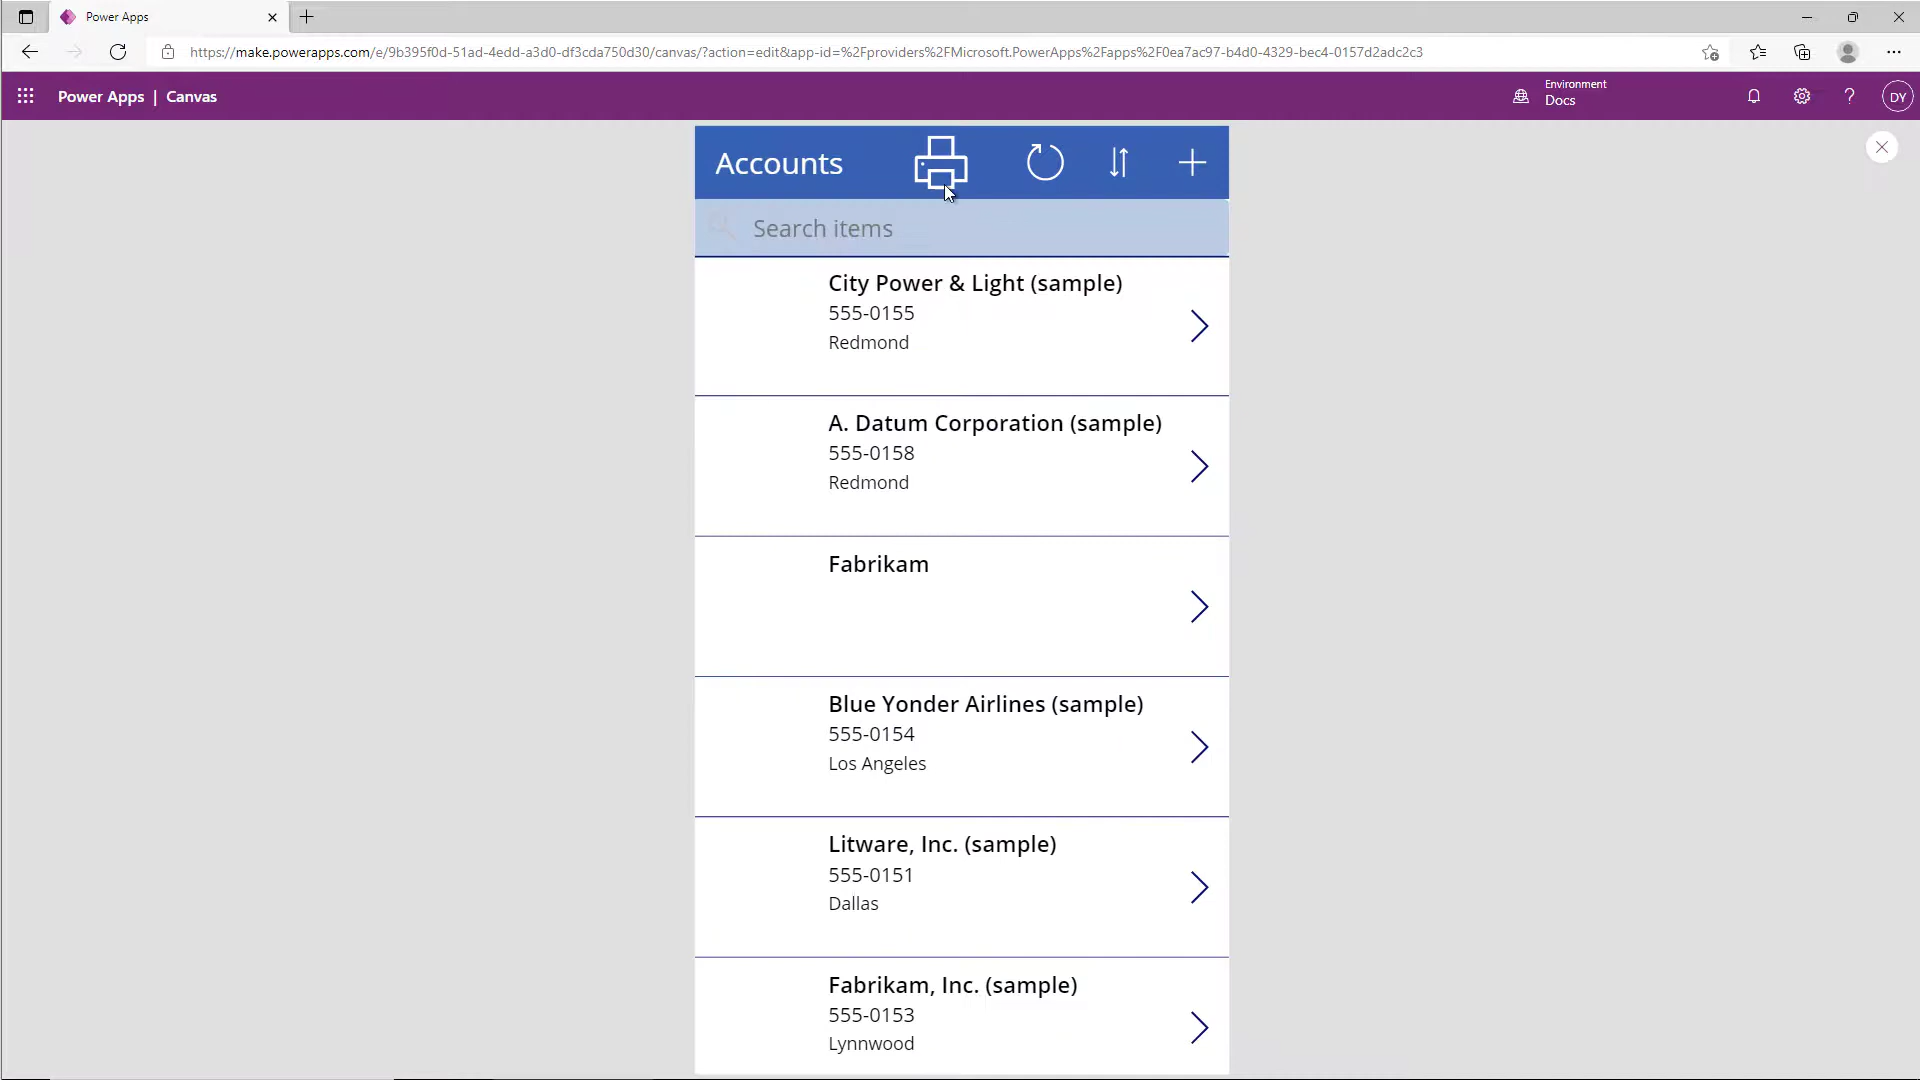 Power Apps
https://make.powerapps.com/e/9b395f0d-51ad-4edd-a3d0-df3cda750d30/canvas/?action=edit&app-id=%2Fproviders%2FMicrosoft.PowerApps%2Fapps%2F0ea7ac97-b4d0-4329-bec4-0157d2adc2c3
Power Apps | Canvas
Environment
Docs
DY
Accounts
Search items
City Power & Light (sample)
555-0155
Redmond
A. Datum Corporation (sample)
555-0158
Redmond
Fabrikam
Blue Yonder Airlines (sample)
555-0154
Los Angeles
Litware, Inc. (sample)
555-0151
Dallas
Fabrikam, Inc. (sample)
555-0153
Lynnwood